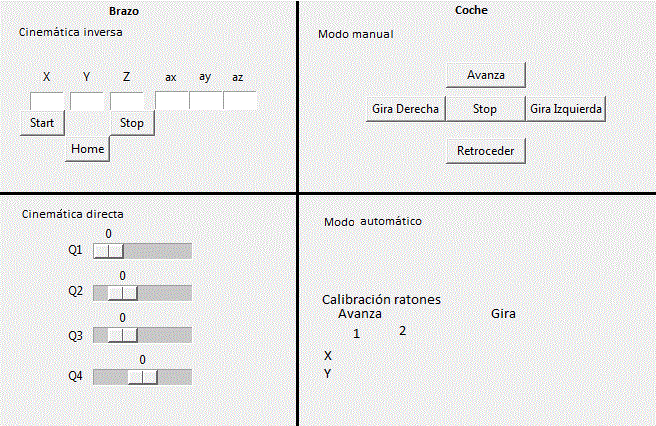 Brazo
Cinemática inversa
X Y Z ax ay az
Start Stop
Home
Coche
Modo manual
Avanza
Gira Derecha Stop Gira Izquierda
Retroceder
Cinemática directa
0
Q1
0
Q2
0
Q3
0
Q4
Modo automático
Calibración ratones
Avanza Gira
1 2
X
Y